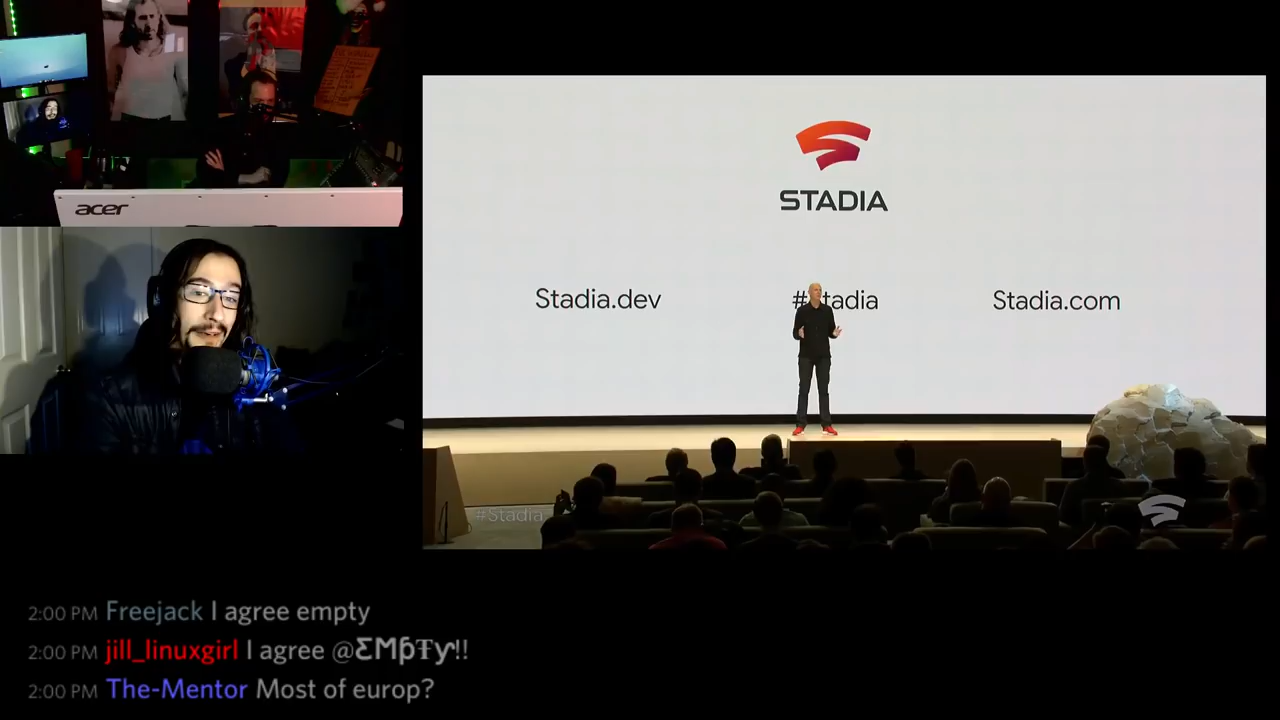 acer
STADIA
Stadia.dev
#Stadia
Stadia.com
#Stadia
2:00 PM Freejack I agree empty
2:00 PM jill_linuxgirl I agree @ƸMþŦƴ!!
2:00 PM The-Mentor Most of europ?